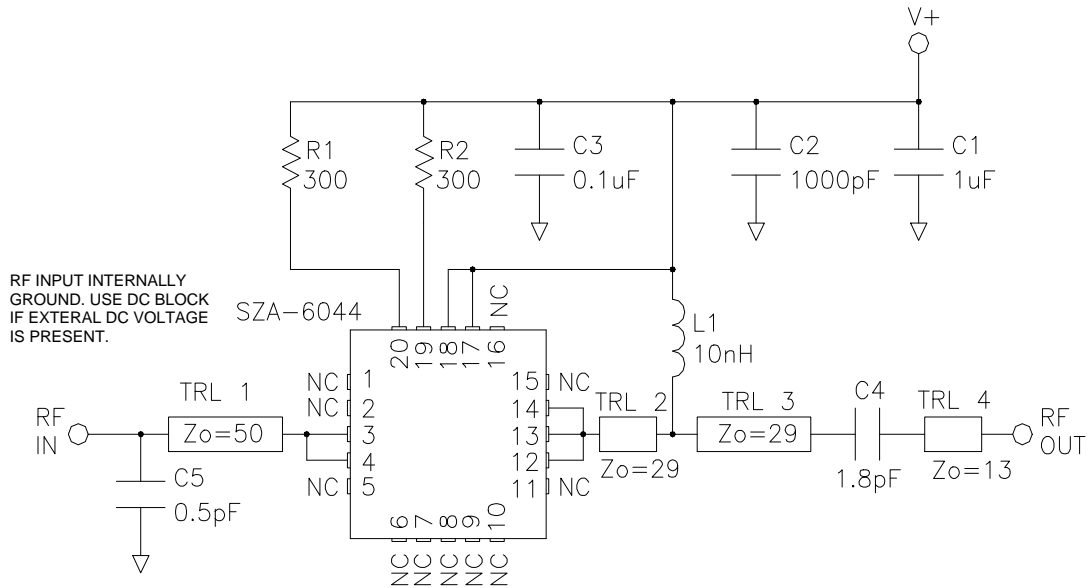 V+
R1
300
R2
300
C3
0.1uF
C2
1000pF
C1
1uF
RF INPUT INTERNALLY
GROUND. USE DC BLOCK
IF EXTERAL DC VOLTAGE
IS PRESENT.
SZA-6044
NC
20
19
18
17
16
L1
10nH
NC 1
NC 2
3
4
NC 5
15 NC
14
13
12
11 NC
TRL 1
Zo=50
RF
IN
C5
0.5pF
TRL 2
Zo=29
TRL 3
Zo=29
C4
1.8pF
TRL 4
Zo=13
RF
OUT
6
7
8
9
10
NC
NC
NC
NC
NC